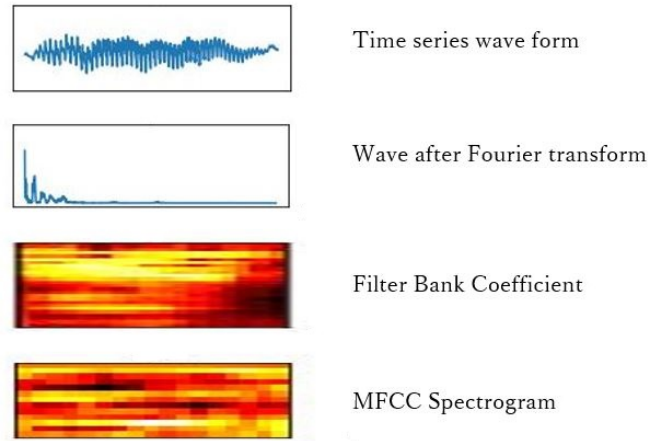 Time series wave form
Wave after Fourier transform
Filter Bank Coefficient
MFCC Spectrogram